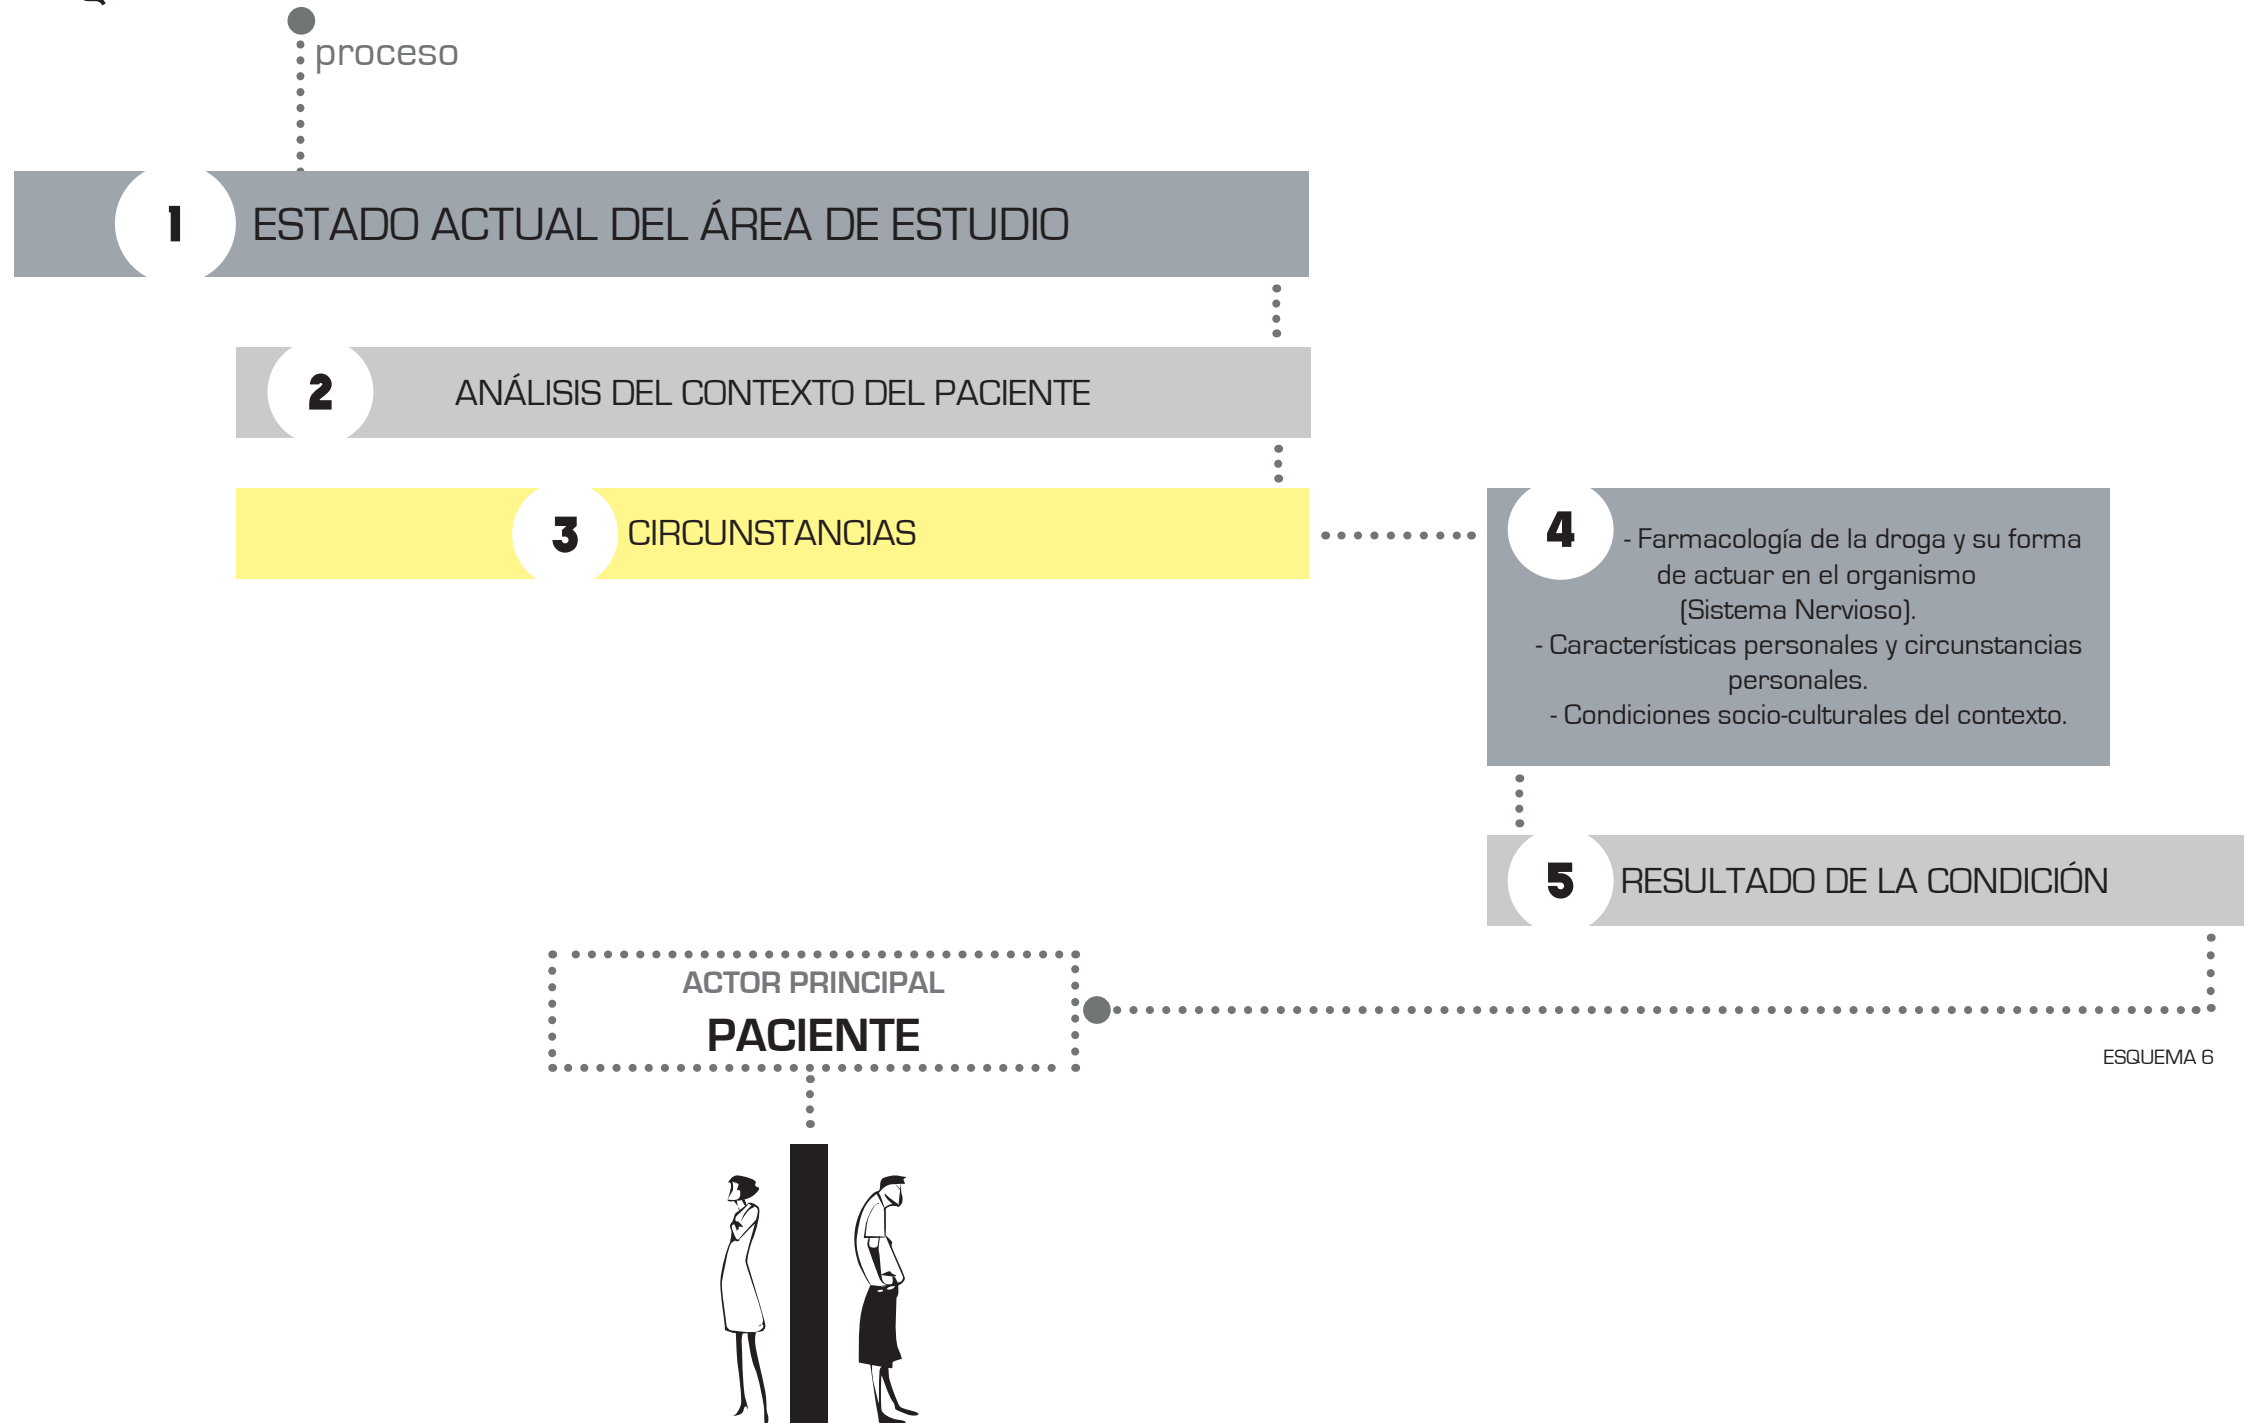 proceso
1 ESTADO ACTUAL DEL ÁREA DE ESTUDIO
2 ANÁLISIS DEL CONTEXTO DEL PACIENTE
3 CIRCUNSTANCIAS
4
- Farmacología de la droga y su forma
de actuar en el organismo
(Sistema Nervioso).
- Características personales y circunstancias
personales.
- Condiciones socio-culturales del contexto.
5 RESULTADO DE LA CONDICIÓN
ACTOR PRINCIPAL
PACIENTE
ESQUEMA 6